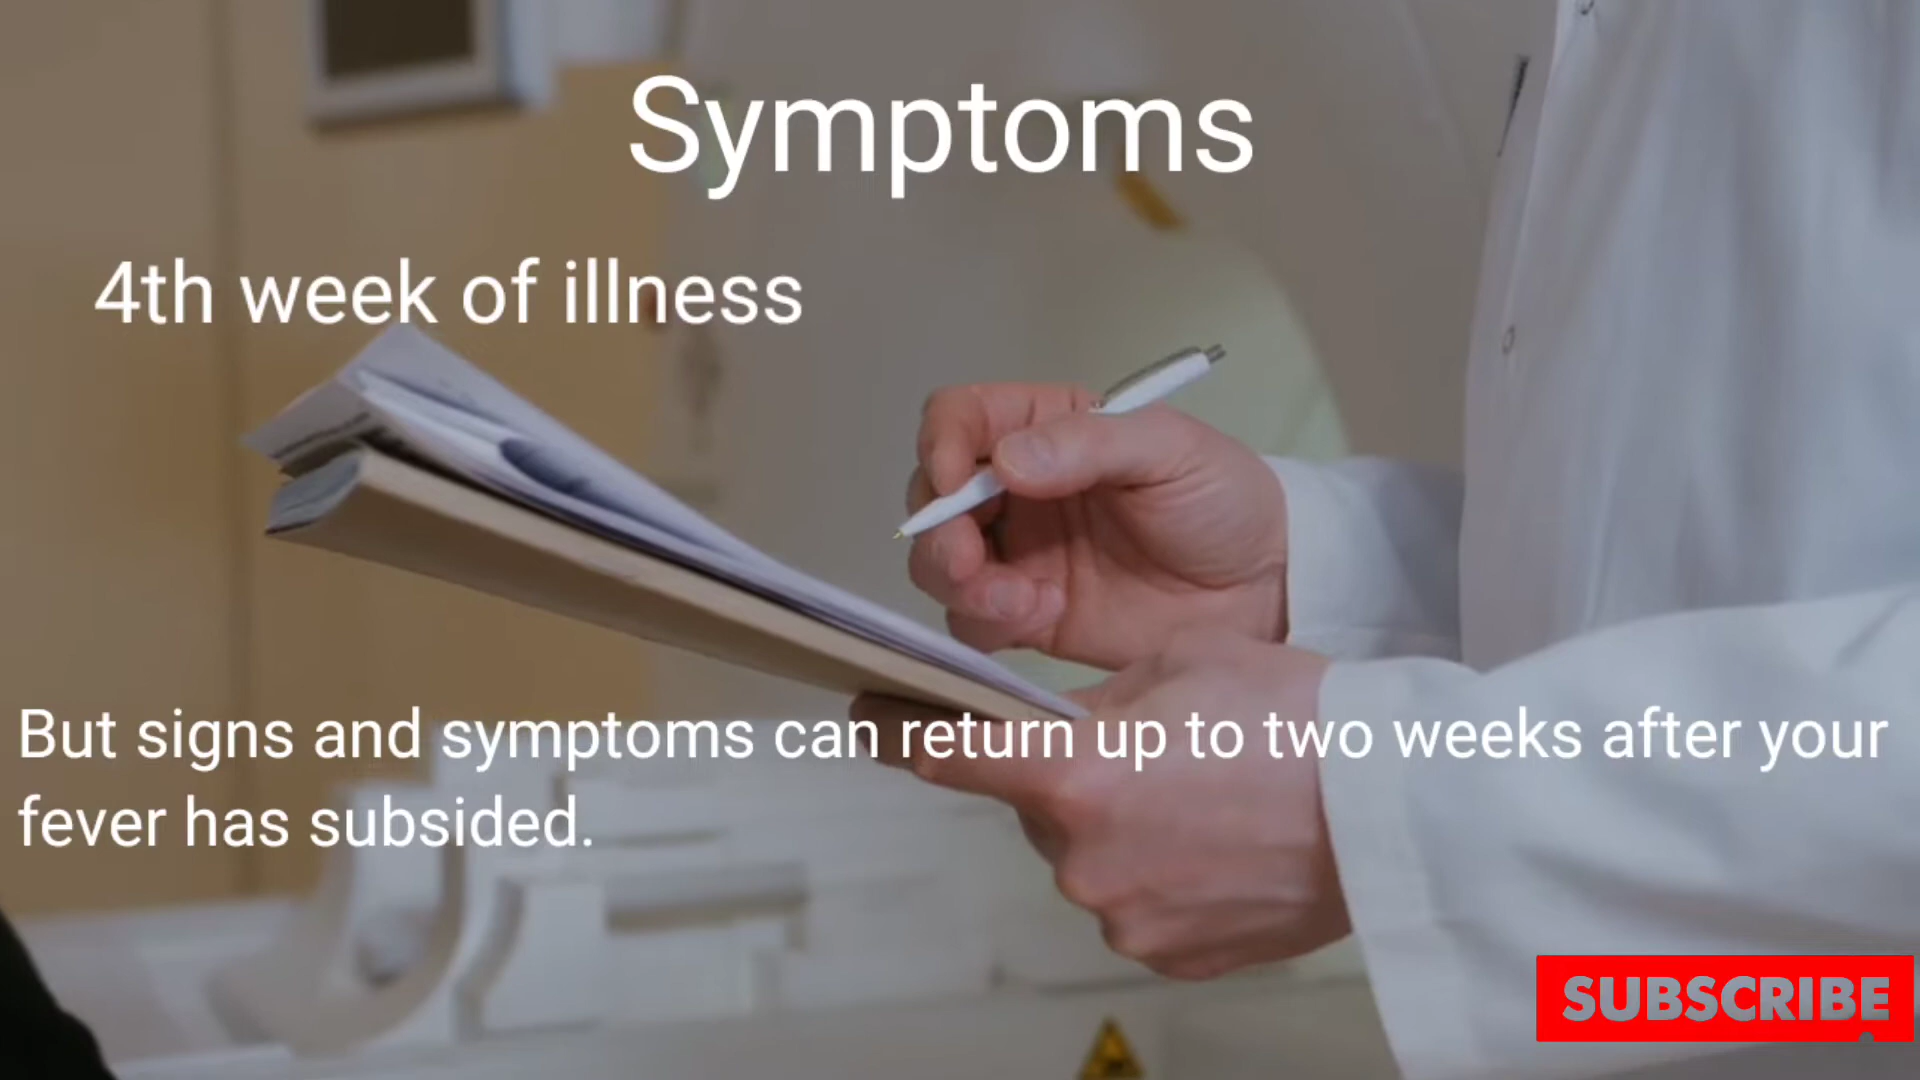 Symptoms
4th week of illness
But signs and symptoms can return up to two weeks after your
fever has subsided.
SUBSCRIBE